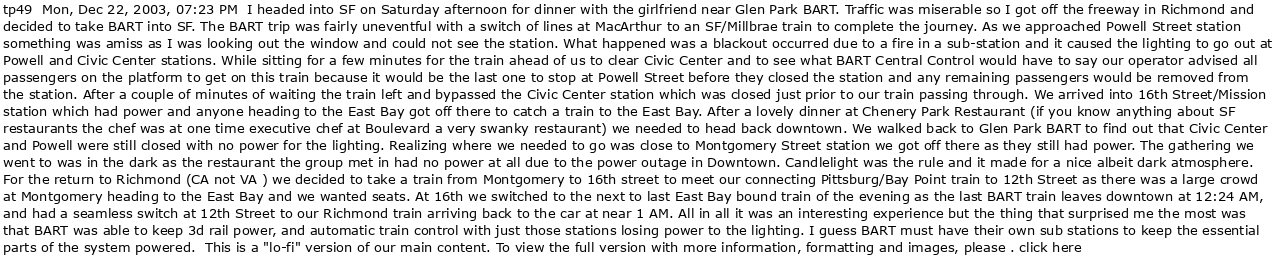 tp49  Mon, Dec 22, 2003, 07:23 PM  I headed into SF on Saturday afternoon for dinner with the girlfriend near Glen Park BART. Traffic was miserable so I got off the freeway in Richmond and
decided to take BART into SF. The BART trip was fairly uneventful with a switch of lines at MacArthur to an SF/Millbrae train to complete the journey. As we approached Powell Street station
something was amiss as I was looking out the window and could not see the station. What happened was a blackout occurred due to a fire in a sub-station and it caused the lighting to go out at
Powell and Civic Center stations. While sitting for a few minutes for the train ahead of us to clear Civic Center and to see what BART Central Control would have to say our operator advised all
passengers on the platform to get on this train because it would be the last one to stop at Powell Street before they closed the station and any remaining passengers would be removed from
the station. After a couple of minutes of waiting the train left and bypassed the Civic Center station which was closed just prior to our train passing through. We arrived into 16th Street/Mission
station which had power and anyone heading to the East Bay got off there to catch a train to the East Bay. After a lovely dinner at Chenery Park Restaurant (if you know anything about SF
restaurants the chef was at one time executive chef at Boulevard a very swanky restaurant) we needed to head back downtown. We walked back to Glen Park BART to find out that Civic Center
and Powell were still closed with no power for the lighting. Realizing where we needed to go was close to Montgomery Street station we got off there as they still had power. The gathering we
went to was in the dark as the restaurant the group met in had no power at all due to the power outage in Downtown. Candlelight was the rule and it made for a nice albeit dark atmosphere.
For the return to Richmond (CA not VA ) we decided to take a train from Montgomery to 16th street to meet our connecting Pittsburg/Bay Point train to 12th Street as there was a large crowd
at Montgomery heading to the East Bay and we wanted seats. At 16th we switched to the next to last East Bay bound train of the evening as the last BART train leaves downtown at 12:24 AM,
and had a seamless switch at 12th Street to our Richmond train arriving back to the car at near 1 AM. All in all it was an interesting experience but the thing that surprised me the most was
that BART was able to keep 3d rail power, and automatic train control with just those stations losing power to the lighting. I guess BART must have their own sub stations to keep the essential
parts of the system powered.  This is a "lo-fi" version of our main content. To view the full version with more information, formatting and images, please . click here